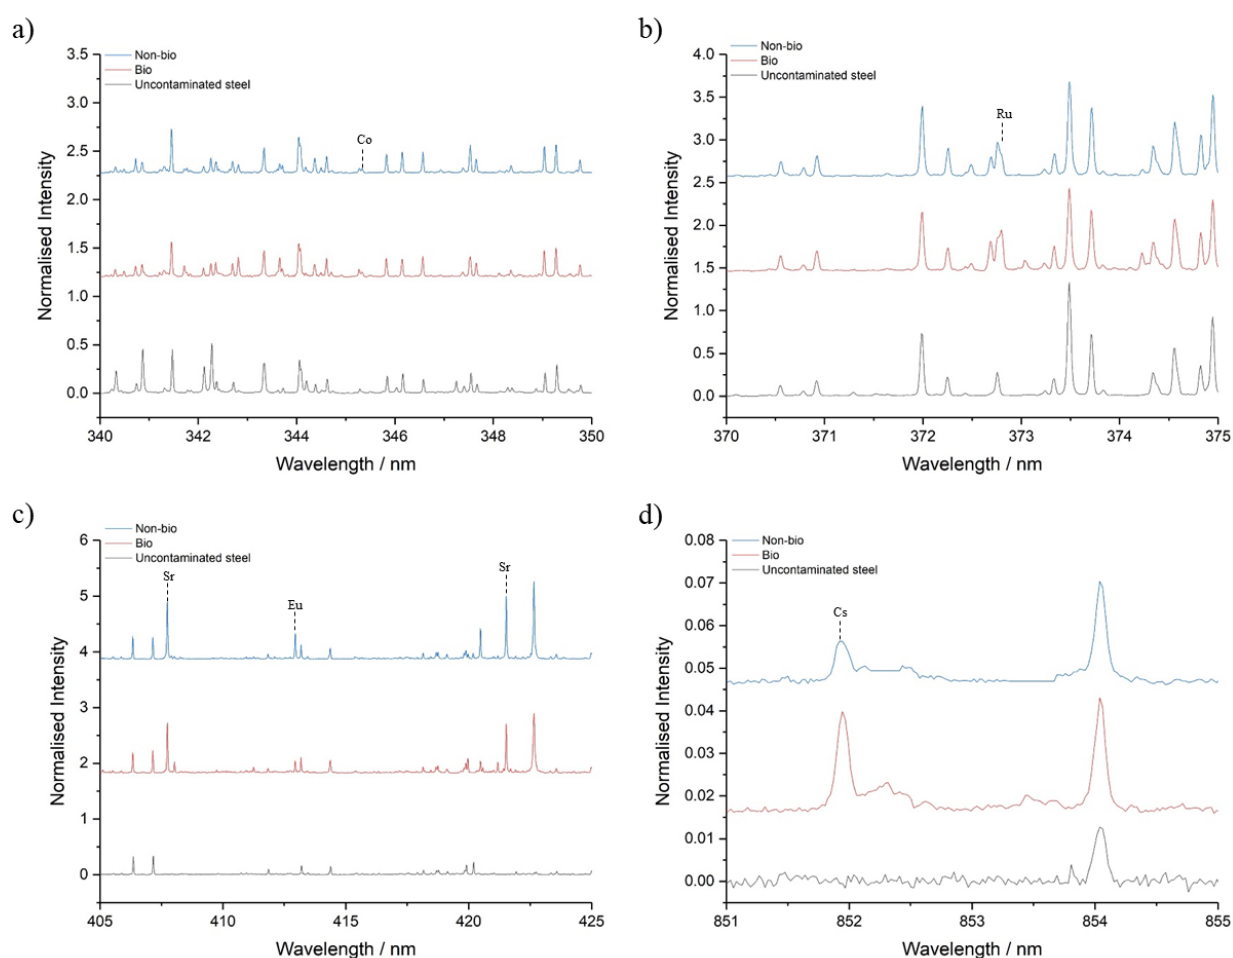 a)
Non-bio
Bio
Uncontaminated steel
3.5
3.0
2.5
2.0
1.5
1.0
0.5
0.0
Co
Normalised Intensity
340
342
344
346
348
350
Wavelength / nm
b)
Non-bio
Bio
Uncontaminated steel
4.0
3.5
3.0
2.5
2.0
1.5
1.0
0.5
0.0
Ru
Normalised Intensity
370
371
372
373
374
375
Wavelength / nm
c)
Non-bio
Bio
Uncontaminated steel
6
5
4
3
2
1
0
Sr
Eu
Sr
Normalised Intensity
405
410
415
420
425
Wavelength / nm
d)
Non-bio
Bio
Uncontaminated steel
0.08
0.07
0.06
0.05
0.04
0.03
0.02
0.01
0.00
Cs
Normalised Intensity
851
852
853
854
855
Wavelength / nm